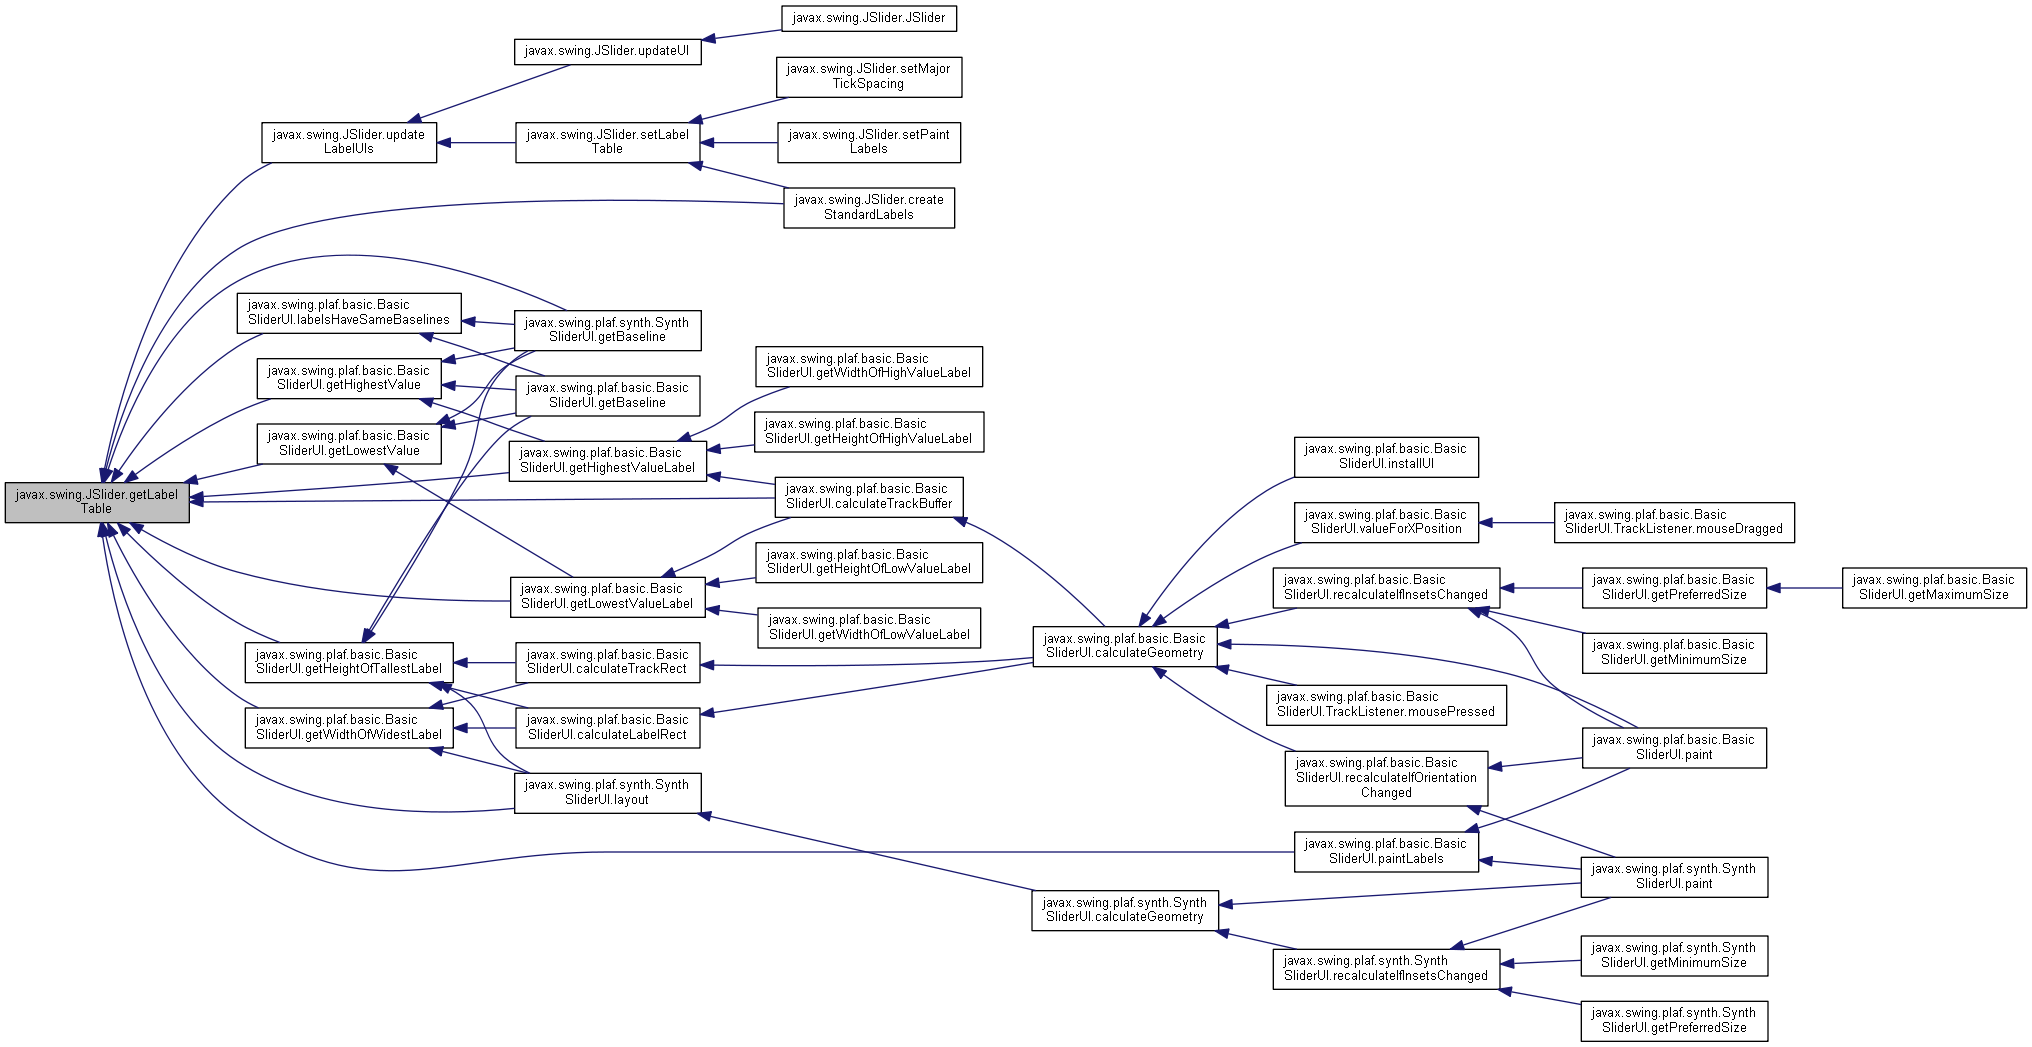 javax.swing.JSlider.JSlider
javax.swing.JSlider.updateUI
javax.swing.JSlider.setMajor
TickSpacing
javax.swing.JSlider.update
LabelUIs
javax.swing.JSlider.setLabel
Table
javax.swing.JSlider.setPaint
Labels
javax.swing.JSlider.create
StandardLabels
javax.swing.plaf.basic.Basic
SliderUI.labelsHaveSameBaselines
javax.swing.plaf.synth.Synth
SliderUI.getBaseline
javax.swing.plaf.basic.Basic
SliderUI.getHighestValue
javax.swing.plaf.basic.Basic
SliderUI.getBaseline
javax.swing.plaf.basic.Basic
SliderUI.getWidthOfHighValueLabel
javax.swing.plaf.basic.Basic
SliderUI.getLowestValue
javax.swing.plaf.basic.Basic
SliderUI.getHighestValueLabel
javax.swing.plaf.basic.Basic
SliderUI.getHeightOfHighValueLabel
javax.swing.JSlider.getLabel
Table
javax.swing.plaf.basic.Basic
SliderUI.calculateTrackBuffer
javax.swing.plaf.basic.Basic
SliderUI.installUI
javax.swing.plaf.basic.Basic
SliderUI.valueForXPosition
javax.swing.plaf.basic.Basic
SliderUI.TrackListener.mouseDragged
javax.swing.plaf.basic.Basic
SliderUI.getHeightOfLowValueLabel
javax.swing.plaf.basic.Basic
SliderUI.getLowestValueLabel
javax.swing.plaf.basic.Basic
SliderUI.recalculateIfInsetsChanged
javax.swing.plaf.basic.Basic
SliderUI.getPreferredSize
javax.swing.plaf.basic.Basic
SliderUI.getMaximumSize
javax.swing.plaf.basic.Basic
SliderUI.getWidthOfLowValueLabel
javax.swing.plaf.basic.Basic
SliderUI.getHeightOfTallestLabel
javax.swing.plaf.basic.Basic
SliderUI.calculateTrackRect
javax.swing.plaf.basic.Basic
SliderUI.calculateGeometry
javax.swing.plaf.basic.Basic
SliderUI.getMinimumSize
javax.swing.plaf.basic.Basic
SliderUI.getWidthOfWidestLabel
javax.swing.plaf.basic.Basic
SliderUI.calculateLabelRect
javax.swing.plaf.basic.Basic
SliderUI.TrackListener.mousePressed
javax.swing.plaf.basic.Basic
SliderUI.paint
javax.swing.plaf.synth.Synth
SliderUI.layout
javax.swing.plaf.basic.Basic
SliderUI.recalculateIfOrientation
Changed
javax.swing.plaf.basic.Basic
SliderUI.paintLabels
javax.swing.plaf.synth.Synth
SliderUI.paint
javax.swing.plaf.synth.Synth
SliderUI.calculateGeometry
javax.swing.plaf.synth.Synth
SliderUI.recalculateIfInsetsChanged
javax.swing.plaf.synth.Synth
SliderUI.getMinimumSize
javax.swing.plaf.synth.Synth
SliderUI.getPreferredSize